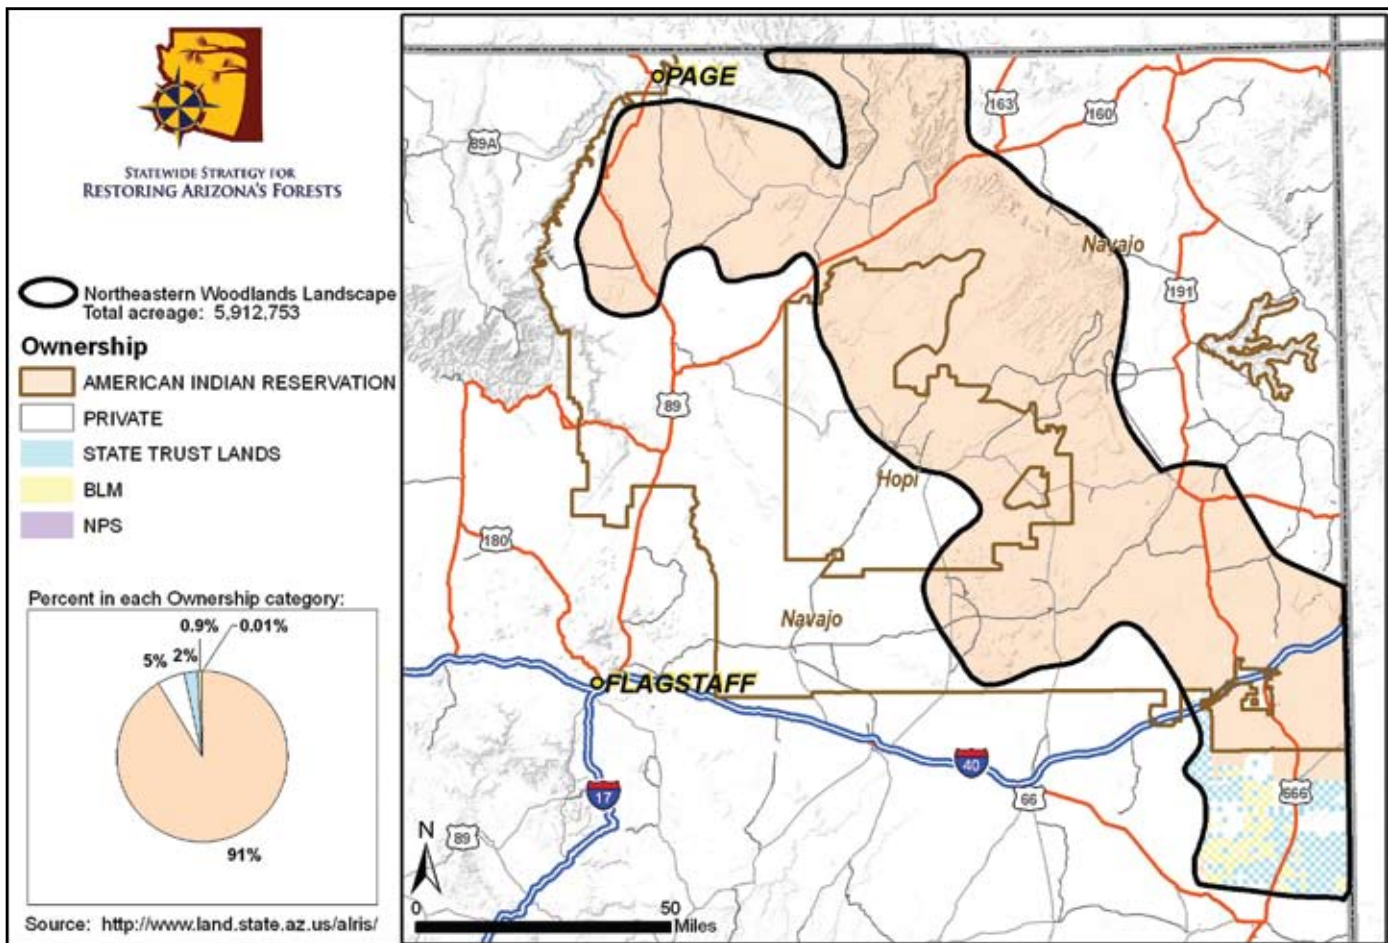 STATEWIDE STRATEGY FOR
RESTORING ARIZONA'S FORESTS
Northeastern Woodlands Landscape
Total acreage: 5,912,753
Ownership
AMERICAN INDIAN RESERVATION
PRIVATE
STATE TRUST LANDS
BLM
NPS
Percent in each Ownership category:
0.9%
0.01%
5%
2%
91%
Source: http://www.land.state.az.us/alris/
PAGE
163
160
89A
Navajo
191
89
Hopi
180
Navajo
FLAGSTAFF
40
17
66
666
89
N
0
50
Miles